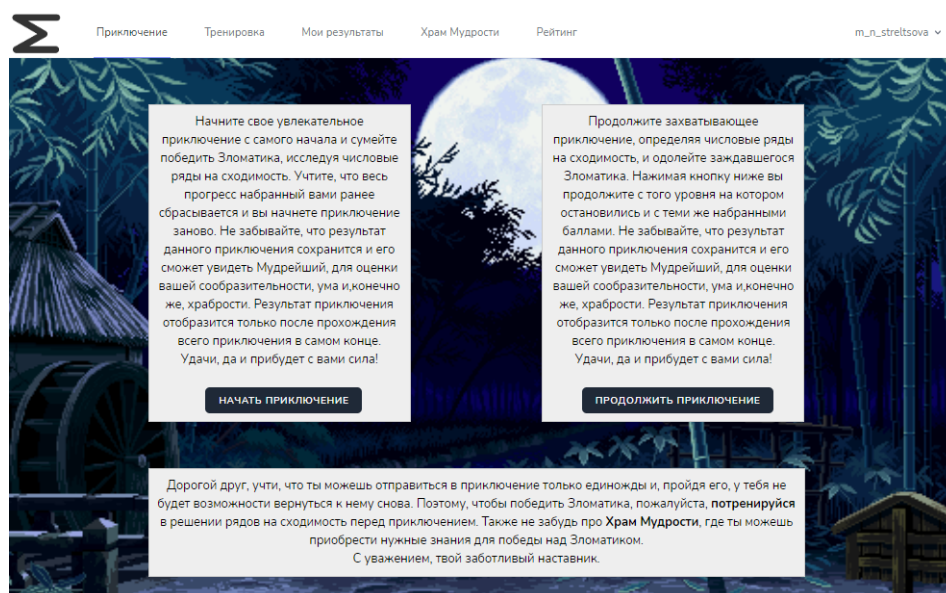 Σ
Приключение
Тренировка
Мои результаты
Храм Мудрости
Рейтинг
m_n_streltsova
Начните свое увлекательное
приключение с самого начала и сумейте
победить Зломатика, исследуя числовые
ряды на сходимость. Учтите, что весь
прогресс набранный вами ранее
сбрасывается и вы начнете приключение
заново. Не забывайте, что результат
данного приключения сохранится и его
сможет увидеть Мудрейший, для оценки
вашей сообразительности, ума и,конечно
же, храбрости. Результат приключения
отобразится только после прохождения
всего приключения в самом конце.
Удачи, да и прибудет с вами сила!
НАЧАТЬ ПРИКЛЮЧЕНИЕ
Продолжите захватывающее
приключение, определяя числовые ряды
на сходимость, и одолейте заждавшегося
Зломатика. Нажимая кнопку ниже вы
продолжите с того уровня на котором
остановились и с теми же набранными
баллами. Не забывайте, что результат
данного приключения сохранится и его
сможет увидеть Мудрейший, для оценки
вашей сообразительности, ума и,конечно
же, храбрости. Результат приключения
отобразится только после прохождения
всего приключения в самом конце.
Удачи, да и прибудет с вами сила!
ПРОДОЛЖИТЬ ПРИКЛЮЧЕНИЕ
Дорогой друг, учти, что ты можешь отправиться в приключение только единожды и, пройдя его, у тебя не
будет возможности вернуться к нему снова. Поэтому, чтобы победить Зломатика, пожалуйста, потренируйся
в решении рядов на сходимость перед приключением. Также не забудь про Храм Мудрости, где ты можешь
приобрести нужные знания для победы над Зломатиком.
С уважением, твой заботливый наставник.